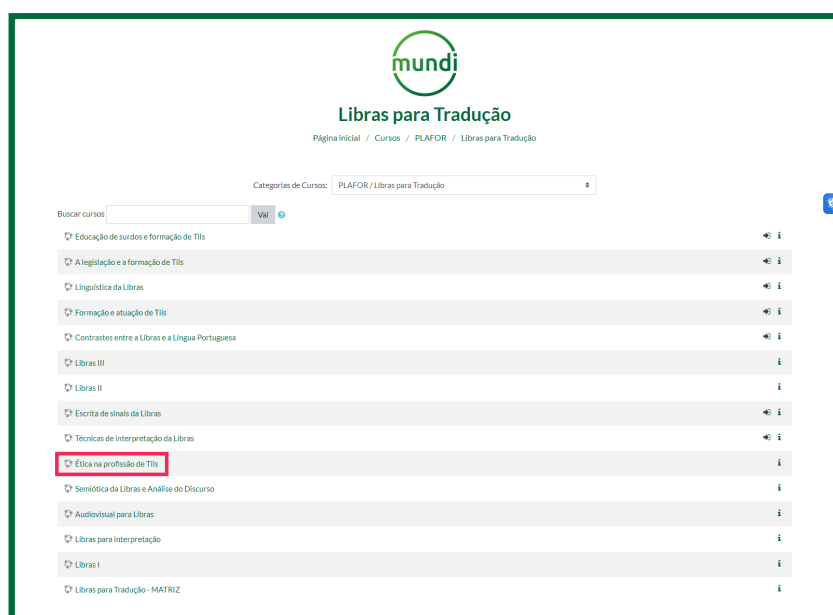 mundi
Libras para Tradução
Página inicial / Cursos / PLAFOR / Libras para Tradução
Categorias de Cursos: PLAFOR / Libras para Tradução
Buscar cursos Vai
Educação de surdos e formação de Tils
A legislação e a formação de Tils
Linguística da Libras
Formação e atuação de Tils
Contrastes entre a Libras e a Língua Portuguesa
Libras III
Libras II
Escrita de sinais da Libras
Técnicas de interpretação da Libras
Ética na profissão de Tils
Semiótica da Libras e Análise do Discurso
Audiovisual para Libras
Libras para interpretação
Libras I
Libras para Tradução - MATRIZ